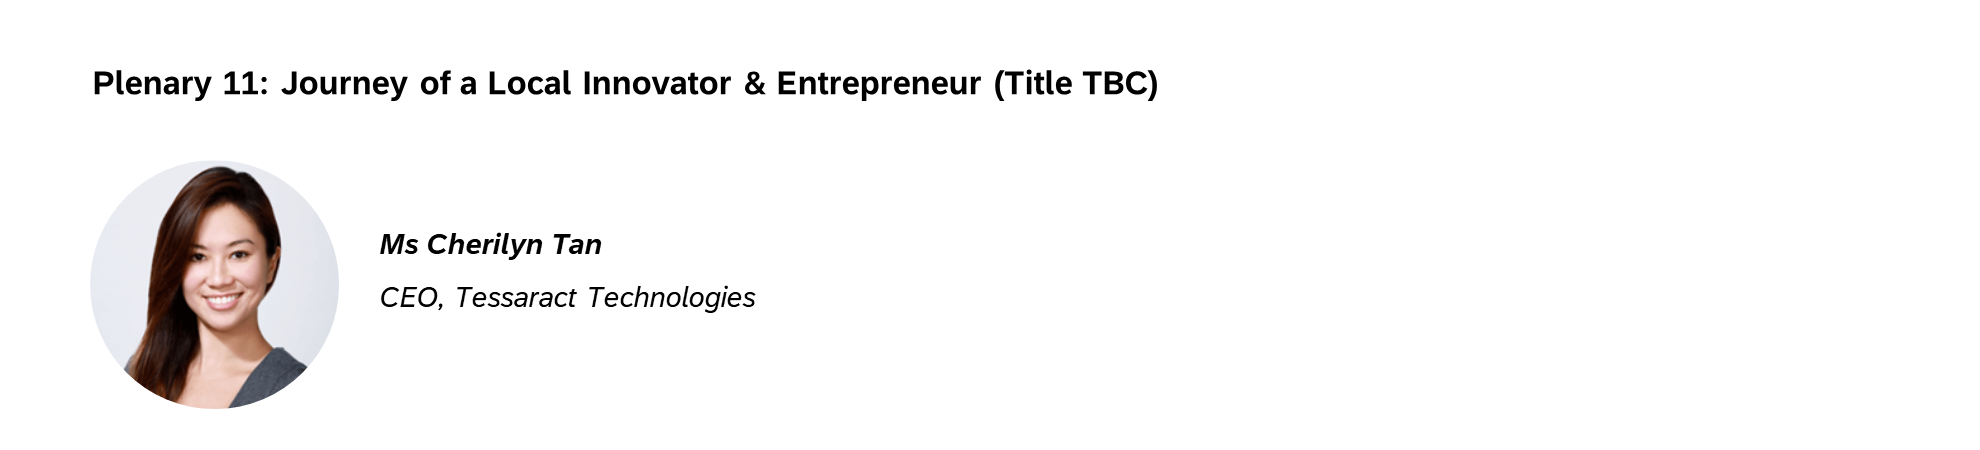 Plenary 11: Journey of a Local Innovator & Entrepreneur (Title TBC)
Ms Cherilyn Tan
CEO, Tessaract Technologies